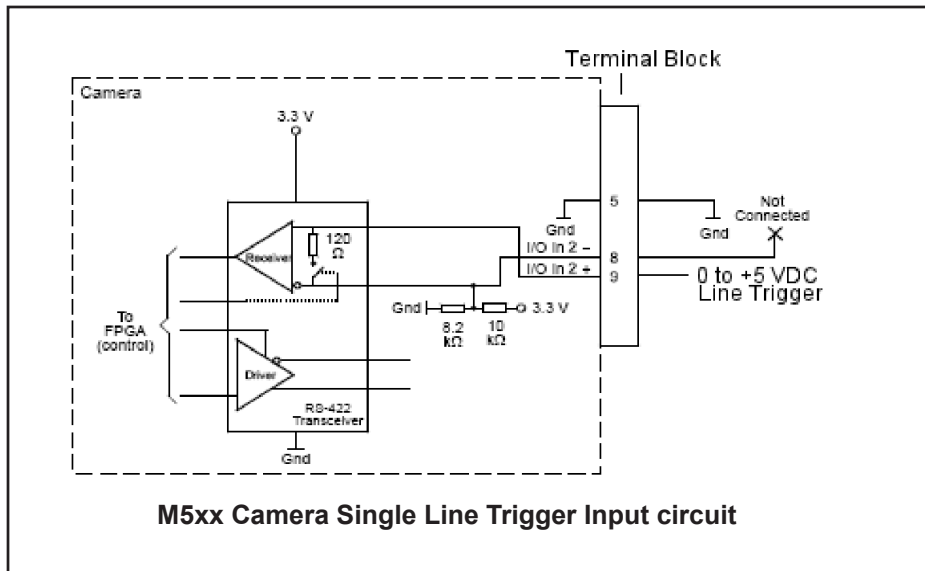 Terminal Block
Camera
3.3 V
5
Gnd
Gnd
Not
Connected
120
Ω
Receiver
I/O In 2 –
8
I/O In 2 +
9
0 to +5 VDC
Line Trigger
Gnd
3.3 V
8.2
kΩ
10
kΩ
To
FPGA
(control)
Driver
RS-422
Transceiver
Gnd
M5xx Camera Single Line Trigger Input circuit